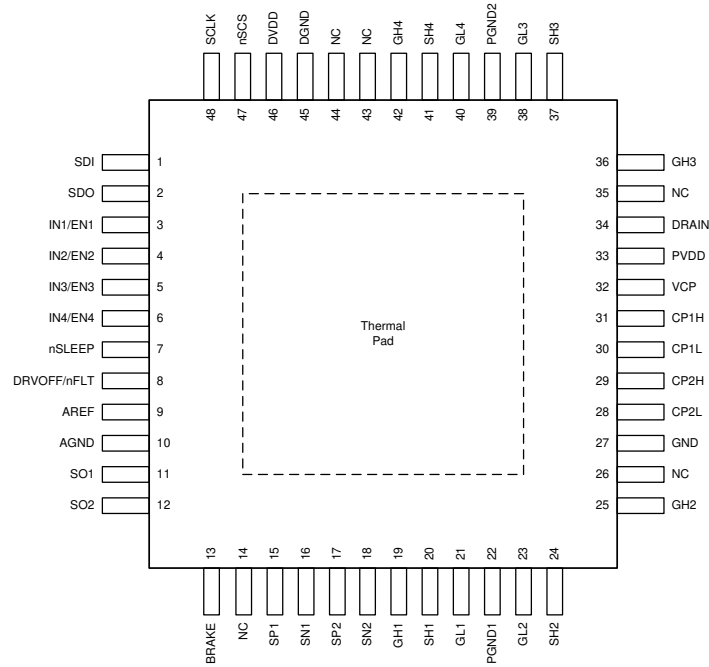 SCLK nSCS DVDD DGND NC NC GH4 SH4 GL4 PGND2 GL3 SH3
48 47 46 45 44 43 42 41 40 39 38 37
SDI 1 36 GH3
SDO 2 35 NC
IN1/EN1 3 34 DRAIN
IN2/EN2 4 33 PVDD
IN3/EN3 5 32 VCP
IN4/EN4 6 31 CP1H
Thermal
Pad
nSLEEP 7 30 CP1L
DRVOFF/nFLT 8 29 CP2H
AREF 9 28 CP2L
AGND 10 27 GND
SO1 11 26 NC
SO2 12 25 GH2
13 14 15 16 17 18 19 20 21 22 23 24
BRAKE NC SP1 SN1 SP2 SN2 GH1 SH1 GL1 PGND1 GL2 SH2